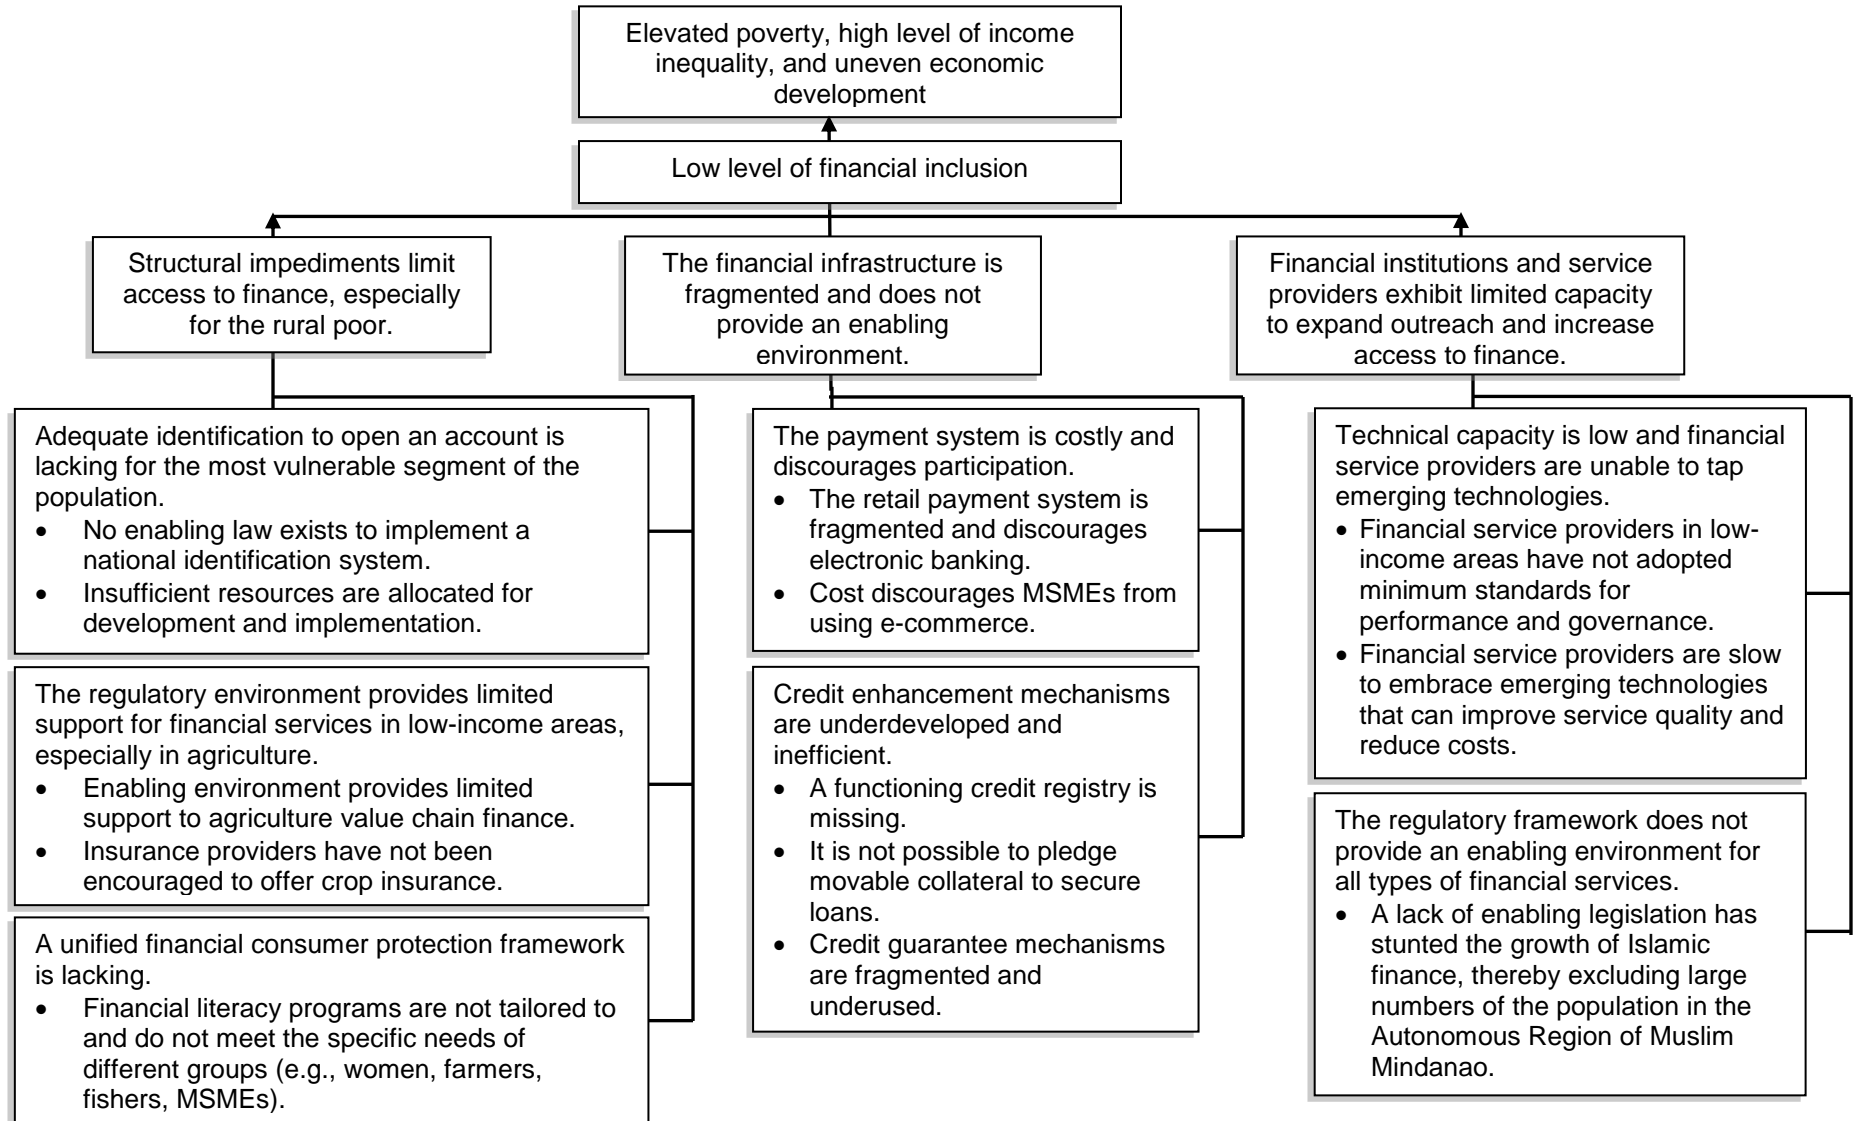 Elevated poverty, high level of income
inequality, and uneven economic
development
Low level of financial inclusion
Structural impediments limit
access to finance, especially
for the rural poor.
The financial infrastructure is
fragmented and does not
provide an enabling
environment.
Financial institutions and service
providers exhibit limited capacity
to expand outreach and increase
access to finance.
Adequate identification to open an account is
lacking for the most vulnerable segment of the
population.
• No enabling law exists to implement a
national identification system.
• Insufficient resources are allocated for
development and implementation.
The regulatory environment provides limited
support for financial services in low-income areas,
especially in agriculture.
• Enabling environment provides limited
support to agriculture value chain finance.
• Insurance providers have not been
encouraged to offer crop insurance.
A unified financial consumer protection framework
is lacking.
• Financial literacy programs are not tailored to
and do not meet the specific needs of
different groups (e.g., women, farmers,
fishers, MSMEs).
The payment system is costly and
discourages participation.
• The retail payment system is
fragmented and discourages
electronic banking.
• Cost discourages MSMEs from
using e-commerce.
Credit enhancement mechanisms
are underdeveloped and
inefficient.
• A functioning credit registry is
missing.
• It is not possible to pledge
movable collateral to secure
loans.
• Credit guarantee mechanisms
are fragmented and
underused.
Technical capacity is low and financial
service providers are unable to tap
emerging technologies.
• Financial service providers in low-
income areas have not adopted
minimum standards for
performance and governance.
• Financial service providers are slow
to embrace emerging technologies
that can improve service quality and
reduce costs.
The regulatory framework does not
provide an enabling environment for
all types of financial services.
• A lack of enabling legislation has
stunted the growth of Islamic
finance, thereby excluding large
numbers of the population in the
Autonomous Region of Muslim
Mindanao.